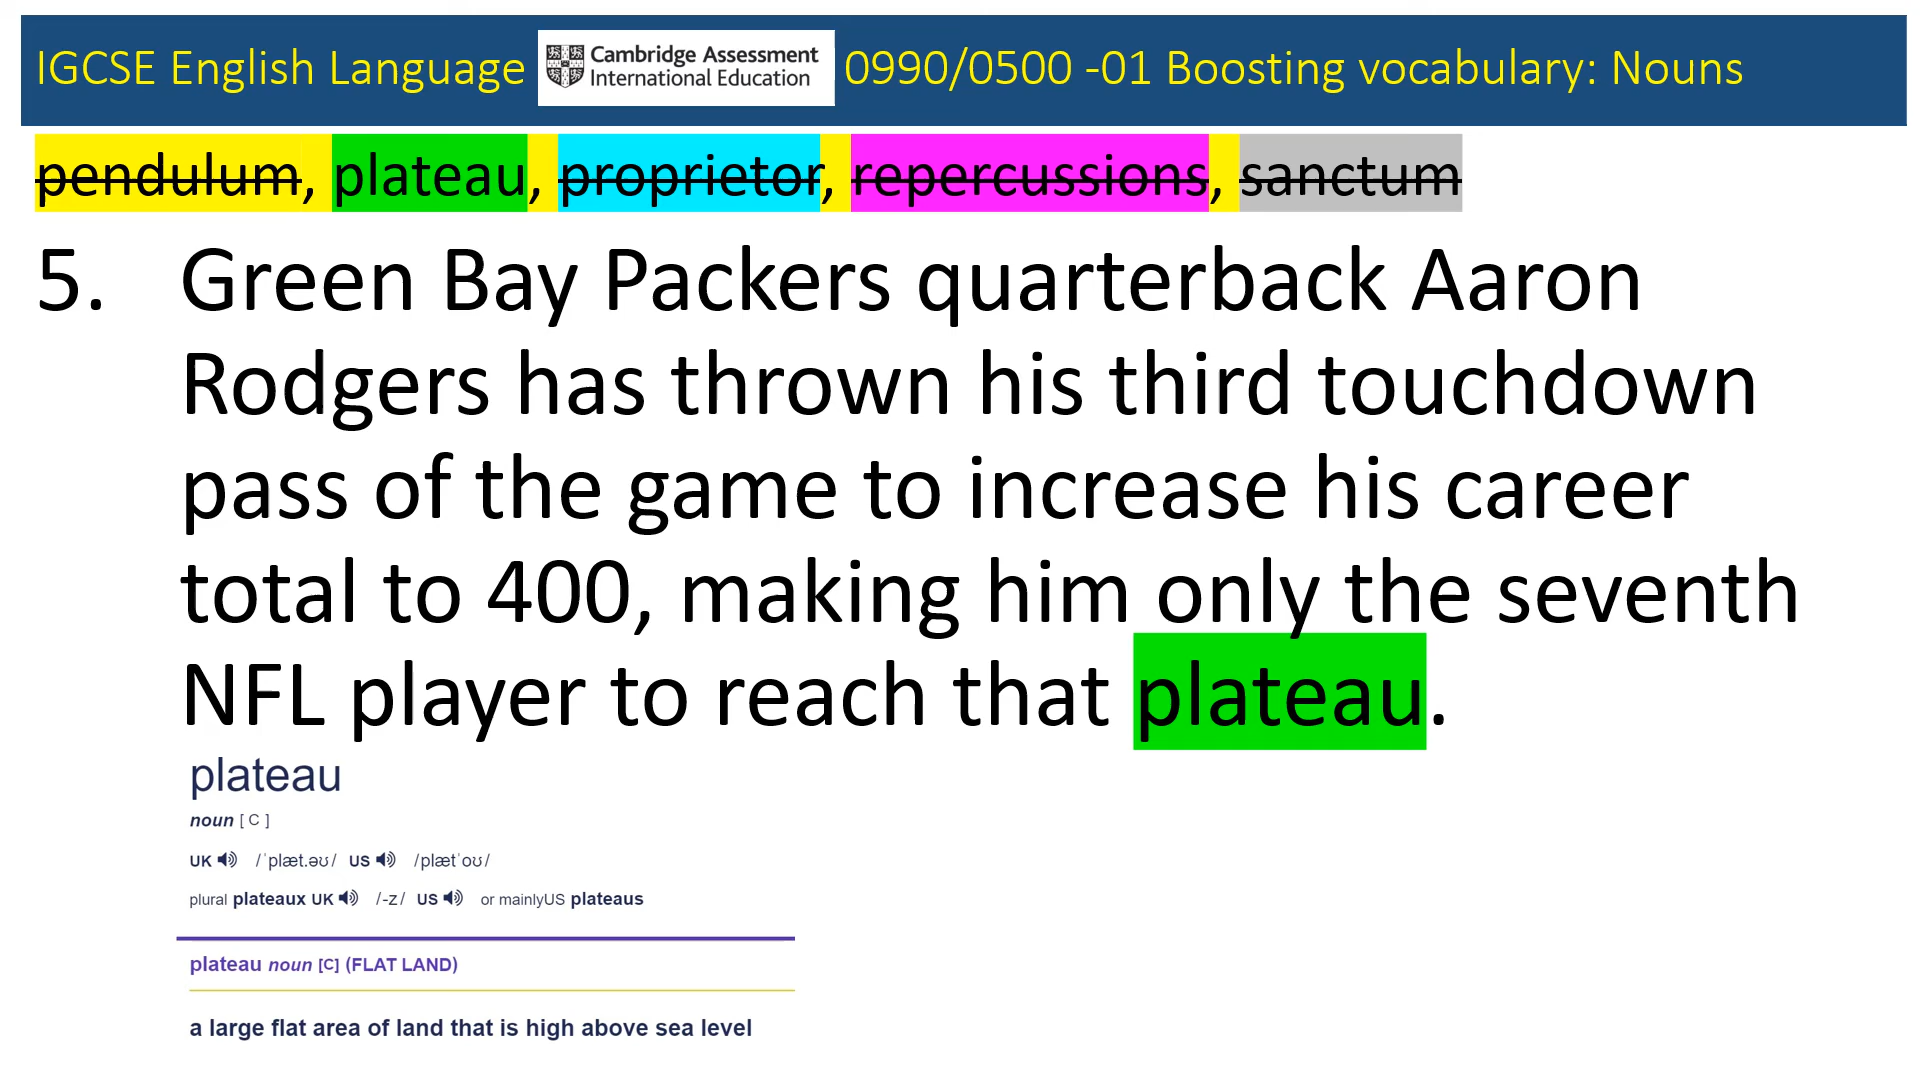 IGCSE English Language Cambridge Assessment International Education 0990/0500 -01 Boosting vocabulary: Nouns
pendulum, plateau, proprietor, repercussions, sanctum
5. Green Bay Packers quarterback Aaron
Rodgers has thrown his third touchdown
pass of the game to increase his career
total to 400, making him only the seventh
NFL player to reach that plateau.
plateau
noun [ C ]
UK /ˈplæt.əʊ/ US /plætˈoʊ/
plural plateaux UK /-z/ US or mainlyUS plateaus
plateau noun [C] (FLAT LAND)
a large flat area of land that is high above sea level